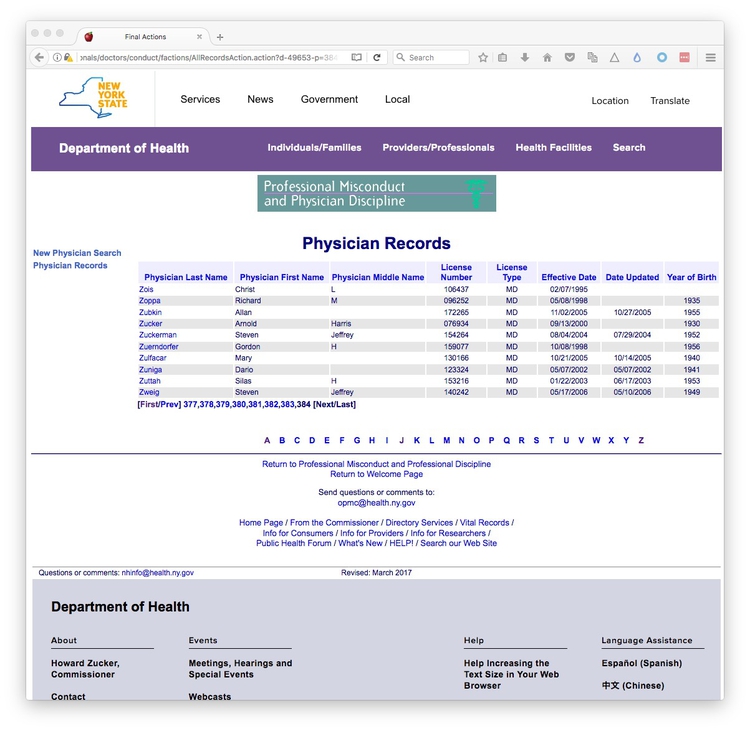 Final Actions
onals/doctors/conduct/factions/AllRecordsAction.action?d-49653-p=384
Search
NEW YORK STATE
Services News Government Local
Location Translate
Department of Health Individuals/Families Providers/Professionals Health Facilities Search
Professional Misconduct
and Physician Discipline
New Physician Search
Physician Records
Physician Records
Physician Last Name Physician First Name Physician Middle Name License Number License Type Effective Date Date Updated Year of Birth
Zois Christ L 106437 MD 02/07/1995
Zoppa Richard M 096252 MD 05/08/1998 1935
Zubkin Allan 172265 MD 11/02/2005 10/27/2005 1955
Zucker Arnold Harris 076934 MD 09/13/2000 1930
Zuckerman Steven Jeffrey 154264 MD 08/04/2004 07/29/2004 1952
Zuerndorfer Gordon H 159077 MD 10/08/1998 1956
Zulfacar Mary 130166 MD 10/21/2005 10/14/2005 1940
Zuniga Dario 123324 MD 05/07/2002 05/07/2002 1941
Zuttah Silas H 153216 MD 01/22/2003 06/17/2003 1953
Zweig Steven Jeffrey 140242 MD 05/17/2006 05/10/2006 1949
[First/Prev] 377,378,379,380,381,382,383,384 [Next/Last]
A B C D E F G H I J K L M N O P Q R S T U V W X Y Z
Return to Professional Misconduct and Professional Discipline
Return to Welcome Page
Send questions or comments to:
opmc@health.ny.gov
Home Page / From the Commissioner / Directory Services / Vital Records /
Info for Consumers / Info for Providers / Info for Researchers /
Public Health Forum / What's New / HELP! / Search our Web Site
Questions or comments: nhinfo@health.ny.gov Revised: March 2017
Department of Health
About Events Help Language Assistance
Howard Zucker, Commissioner
Meetings, Hearings and Special Events
Help Increasing the Text Size in Your Web Browser
Español (Spanish)
中文 (Chinese)
Contact
Webcasts